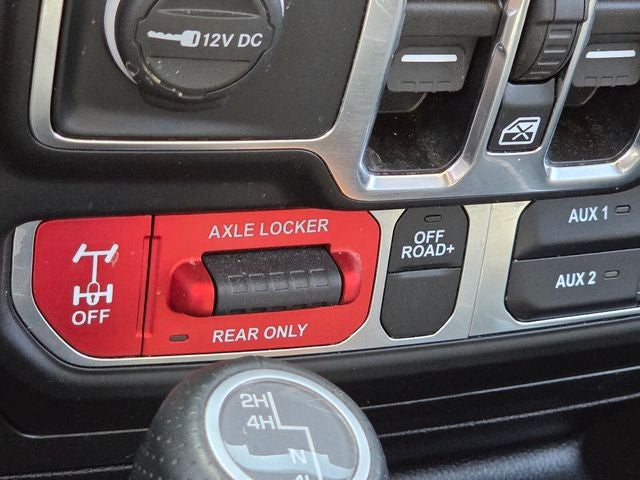 12V DC
AXLE LOCKER
OFF
REAR ONLY
OFF
ROAD+
AUX 1
AUX 2
2H
4H
N